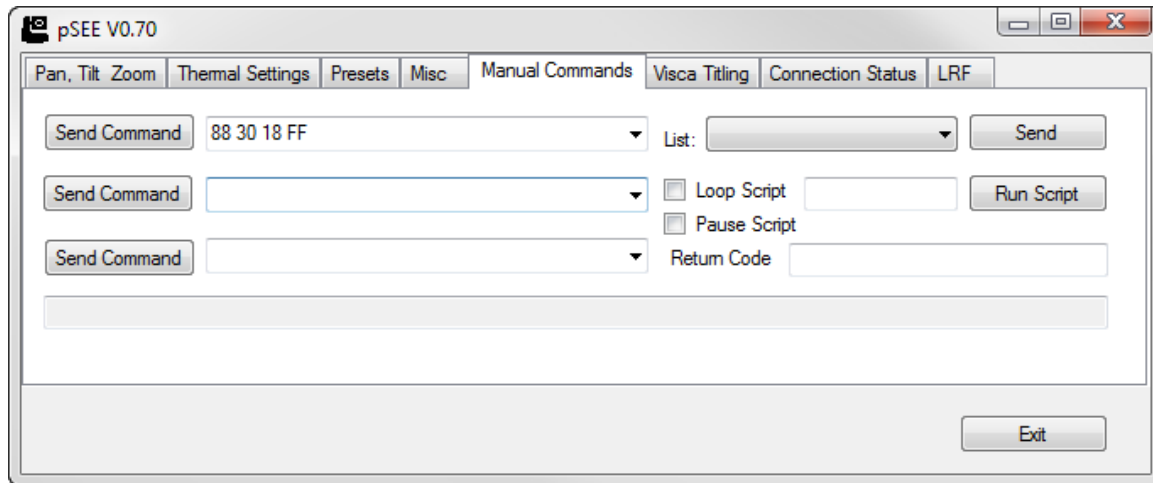 pSEE V0.70
Pan, Tilt Zoom Thermal Settings Presets Misc Manual Commands Visca Titling Connection Status LRF
Send Command 88 30 18 FF List: Send
Send Command Loop Script Run Script
Pause Script
Send Command Return Code
Exit